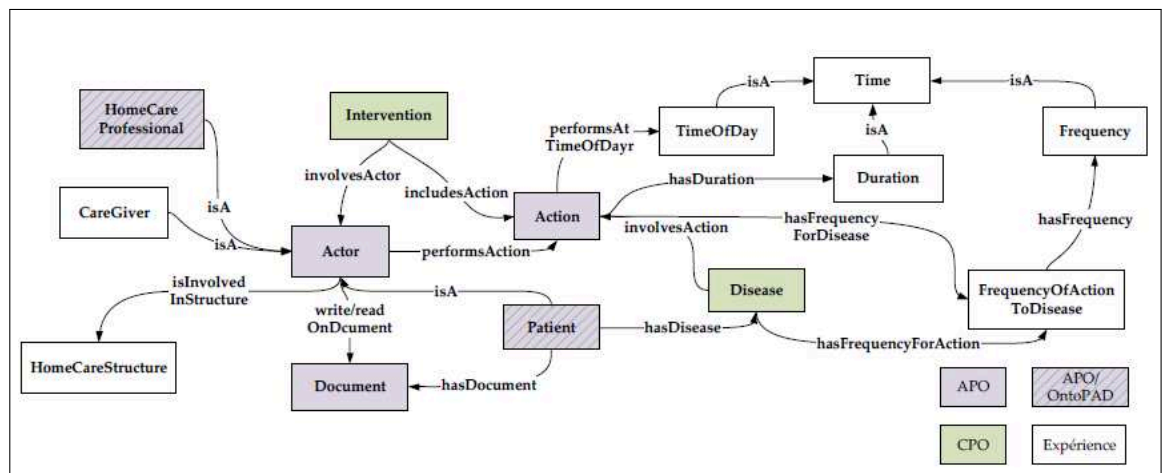 HomeCare
Professional
Intervention
isA
Time
isA
performsAt
TimeOfDayr
TimeOfDay
Frequency
isA
involvesActor
includesAction
hasDuration
Duration
CareGiver
isA
isA
Action
involvesAction
hasFrequency
ForDisease
hasFrequency
Actor
performsAction
isInvolved
InStructure
isA
Disease
FrequencyOfAction
ToDisease
write/read
OnDcument
Patient
hasDisease
hasFrequencyForAction
HomeCareStructure
Document
hasDocument
APO
APO/
OntoPAD
CPO
Expérience